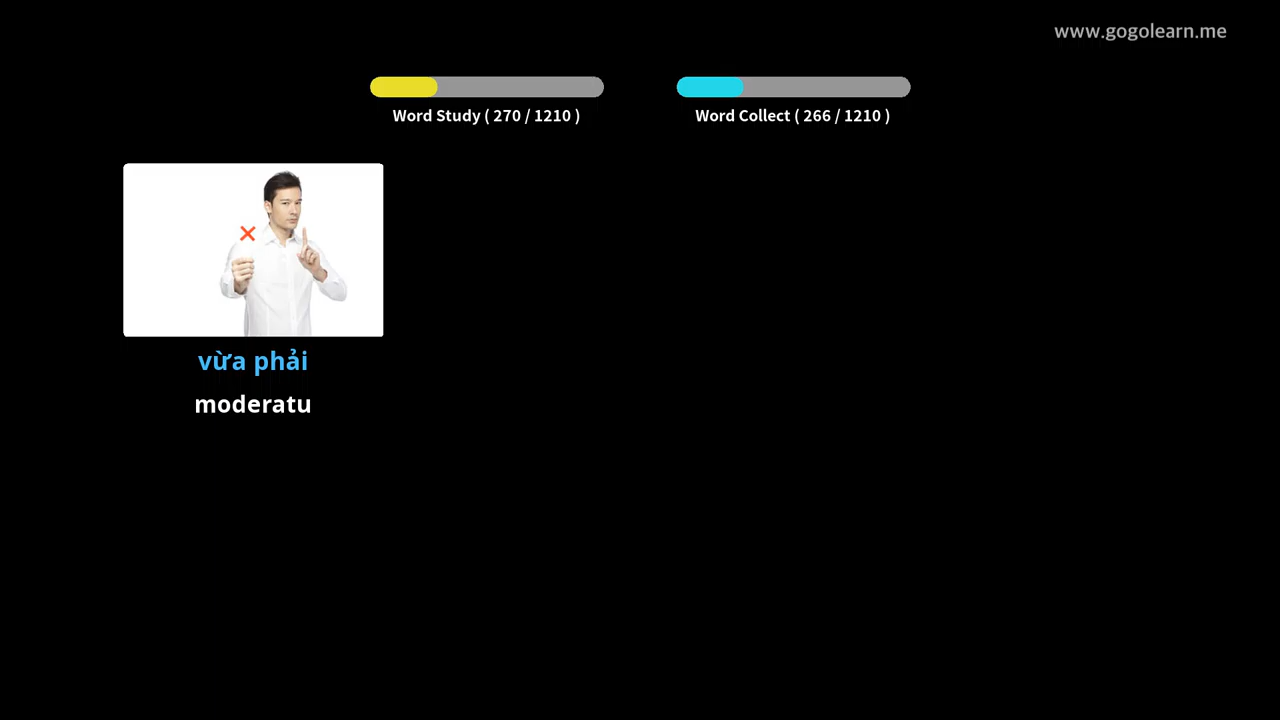 www.gogolearn.me
Word Study ( 270 / 1210 )
Word Collect ( 266 / 1210 )
vừa phải
moderatu